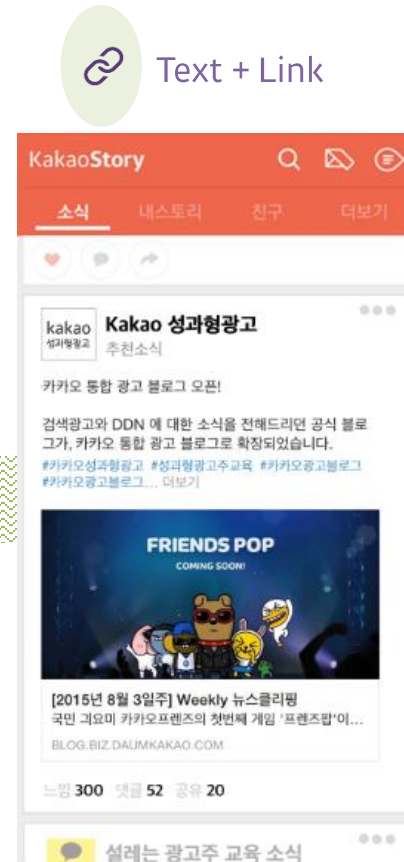 Text + Link
KakaoStory
소식 내스토리 친구 더보기
kakao
성과형광고
Kakao 성과형광고
추천소식
카카오 통합 광고 블로그 오픈!
검색광고와 DDN 에 대한 소식을 전해드리던 공식 블로
그가, 카카오 통합 광고 블로그로 확장되었습니다.
#카카오성과형광고 #성과형광고주교육 #카카오광고블로그
#카카오광고블로그... 더보기
FRIENDS POP
COMING SOON!
[2015년 8월 3일주] Weekly 뉴스클리핑
국민 귀요미 카카오프렌즈의 첫번째 게임 '프렌즈팝'이...
BLOG.BIZ.DAUMKAKAO.COM
느낌 300 댓글 52 공유 20
설레는 광고주 교육 소식